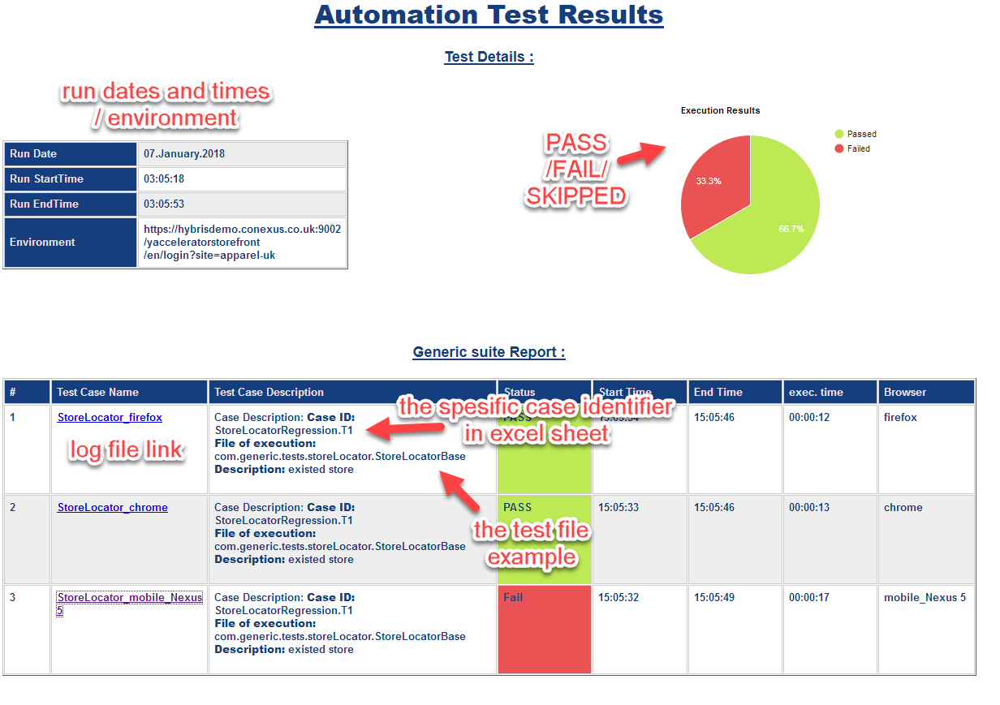 Automation Test Results
Test Details :
run dates and times
/ environment
Run Date 07.January.2018
Run StartTime 03:05:18
Run EndTime 03:05:53
Environment https://hybrisdemo.conexus.co.uk:9002
/yacceleratorstorefront
/en/login?site=apparel-uk
PASS
/FAIL/
SKIPPED
Execution Results
Passed
Failed
33.3%
66.7%
Generic suite Report :
# Test Case Name Test Case Description Status Start Time End Time exec. time Browser
the spesific case identifier
in excel sheet
1 StoreLocator_firefox Case Description: Case ID: PASS 15:05:46 00:00:12 firefox
StoreLocatorRegression.T1
File of execution:
com.generic.tests.storeLocator.StoreLocatorBase
Description: existed store
log file link
2 StoreLocator_chrome Case Description: Case ID: PASS 15:05:33 15:05:46 00:00:13 chrome
StoreLocatorRegression.T1
File of execution:
com.generic.tests.storeLocator.StoreLocatorBase
Description: existed store
the test file
example
3 StoreLocator_mobile_Nexus Case Description: Case ID: Fail 15:05:32 15:05:49 00:00:17 mobile_Nexus 5
5 StoreLocatorRegression.T1
File of execution:
com.generic.tests.storeLocator.StoreLocatorBase
Description: existed store